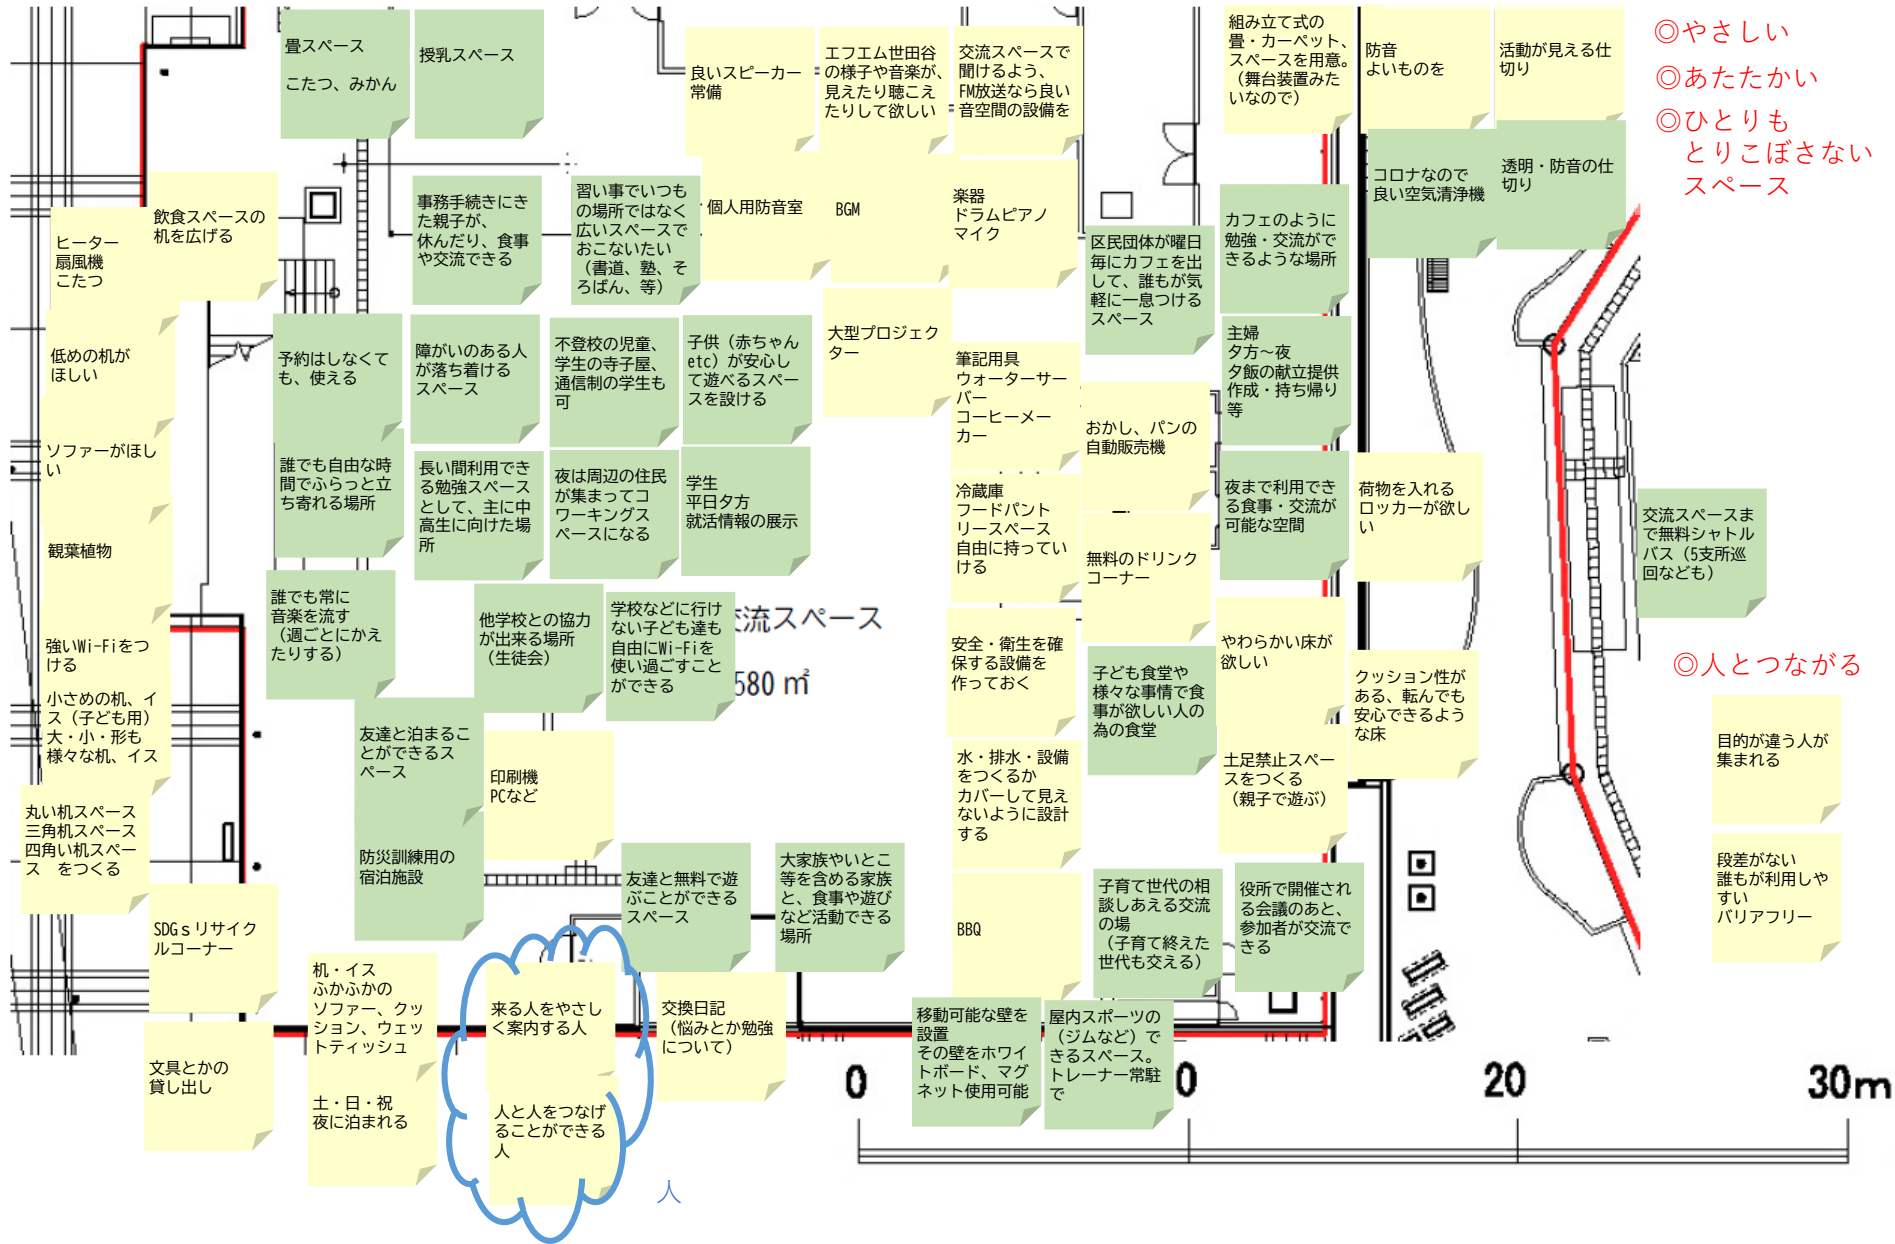 畳スペース
こたつ、みかん
授乳スペース
良いスピーカー
常備
エフエム世田谷
の様子や音楽が、
見えたり聴こえ
たりして欲しい
交流スペースで
聞けるよう、
FM放送なら良い
音空間の設備を
組み立て式の
畳・カーペット、
スペースを用意。
（舞台装置みた
いなので）
防音
よいものを
活動が見える仕
切り
◎やさしい
◎あたたかい
◎ひとりも
とりこぼさない
スペース
飲食スペースの
机を広げる
ヒーター
扇風機
こたつ
事務手続きにき
た親子が、
休んだり、食事
や交流できる
習い事でいつも
の場所ではなく
広いスペースで
おこないたい
（書道、塾、そ
ろばん、等）
個人用防音室
BGM
楽器
ドラムピアノ
マイク
区民団体が曜日
毎にカフェを出
して、誰もが気
軽に一息つける
スペース
カフェのように
勉強・交流がで
きるような場所
コロナなので
良い空気清浄機
透明・防音の仕
切り
低めの机が
ほしい
予約はしなくて
も、使える
障がいのある人
が落ち着ける
スペース
不登校の児童、
学生の寺子屋、
通信制の学生も
可
子供（赤ちゃん
etc）が安心し
て遊べるスペー
スを設ける
大型プロジェク
ター
筆記用具
ウォーターサー
バー
コーヒーメー
カー
おかし、パンの
自動販売機
主婦
夕方～夜
夕飯の献立提供
作成・持ち帰り
等
ソファーがほし
い
誰でも自由な時
間でふらっと立
ち寄れる場所
長い間利用でき
る勉強スペース
として、主に中
高生に向けた場
所
夜は周辺の住民
が集まってコ
ワーキングス
ペースになる
学生
平日夕方
就活情報の展示
冷蔵庫
フードパント
リースペース
自由に持ってい
ける
無料のドリンク
コーナー
夜まで利用でき
る食事・交流が
可能な空間
荷物を入れる
ロッカーが欲し
い
交流スペースま
で無料シャトル
バス（5支所巡
回なども）
観葉植物
誰でも常に
音楽を流す
（週ごとにかえ
たりする）
他学校との協力
が出来る場所
（生徒会）
学校などに行け
ない子ども達も
自由にWi-Fiを
使い過ごすこと
ができる
流スペース
580 ㎡
安全・衛生を確
保する設備を
作っておく
子ども食堂や
様々な事情で食
事が欲しい人の
為の食堂
やわらかい床が
欲しい
クッション性が
ある、転んでも
安心できるよう
な床
◎人とつながる
強いWi-Fiをつ
ける
小さめの机、イ
ス（子ども用）
大・小・形も
様々な机、イス
友達と泊まるこ
とができるス
ペース
印刷機
PCなど
水・排水・設備
をつくるか
カバーして見え
ないように設計
する
土足禁止スペー
スをつくる
（親子で遊ぶ）
目的が違う人が
集まれる
丸い机スペース
三角机スペース
四角い机スペー
ス　をつくる
防災訓練用の
宿泊施設
友達と無料で遊
ぶことができる
スペース
大家族やいとこ
等を含める家族
と、食事や遊び
など活動できる
場所
BBQ
子育て世代の相
談しあえる交流
の場
（子育て終えた
世代も交える）
役所で開催され
る会議のあと、
参加者が交流で
きる
段差がない
誰もが利用しや
すい
バリアフリー
SDGｓリサイク
ルコーナー
机・イス
ふかふかの
ソファー、クッ
ション、ウェッ
トティッシュ
来る人をやさし
く案内する人
交換日記
（悩みとか勉強
について）
移動可能な壁を
設置
その壁をホワイ
トボード、マグ
ネット使用可能
屋内スポーツの
（ジムなど）で
きるスペース。
トレーナー常駐
で
文具とかの
貸し出し
土・日・祝
夜に泊まれる
人と人をつなげ
ることができる
人
人
0
0
20
30m